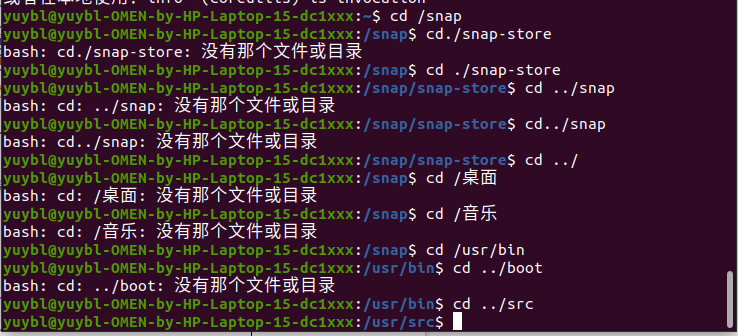 yuybl@yuybl-OMEN-by-HP-Laptop-15-dc1xxx:~$ cd /snap
yuybl@yuybl-OMEN-by-HP-Laptop-15-dc1xxx:/snap$ cd./snap-store
bash: cd./snap-store: 没有那个文件或目录
yuybl@yuybl-OMEN-by-HP-Laptop-15-dc1xxx:/snap$ cd ./snap-store
yuybl@yuybl-OMEN-by-HP-Laptop-15-dc1xxx:/snap/snap-store$ cd ../snap
bash: cd: ../snap: 没有那个文件或目录
yuybl@yuybl-OMEN-by-HP-Laptop-15-dc1xxx:/snap/snap-store$ cd../snap
bash: cd../snap: 没有那个文件或目录
yuybl@yuybl-OMEN-by-HP-Laptop-15-dc1xxx:/snap/snap-store$ cd ../
yuybl@yuybl-OMEN-by-HP-Laptop-15-dc1xxx:/snap$ cd /桌面
bash: cd: /桌面: 没有那个文件或目录
yuybl@yuybl-OMEN-by-HP-Laptop-15-dc1xxx:/snap$ cd /音乐
bash: cd: /音乐: 没有那个文件或目录
yuybl@yuybl-OMEN-by-HP-Laptop-15-dc1xxx:/snap$ cd /usr/bin
yuybl@yuybl-OMEN-by-HP-Laptop-15-dc1xxx:/usr/bin$ cd ../boot
bash: cd: ../boot: 没有那个文件或目录
yuybl@yuybl-OMEN-by-HP-Laptop-15-dc1xxx:/usr/bin$ cd ../src
yuybl@yuybl-OMEN-by-HP-Laptop-15-dc1xxx:/usr/src$